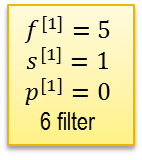 f^[1] = 5
s^[1] = 1
p^[1] = 0
6 filter